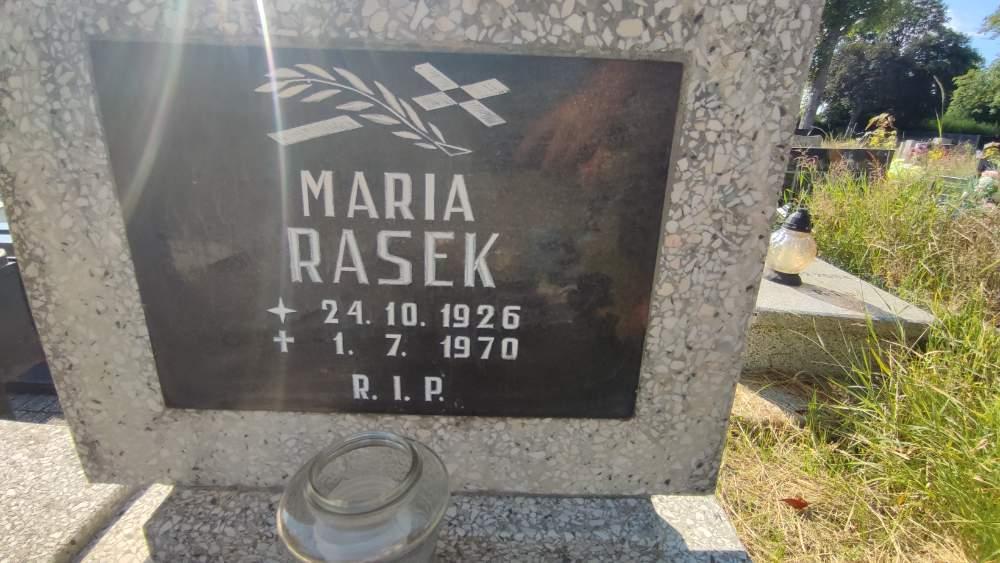 MARIA
RASEK
24. 10. 1926
1. 7. 1970
R. I. P.